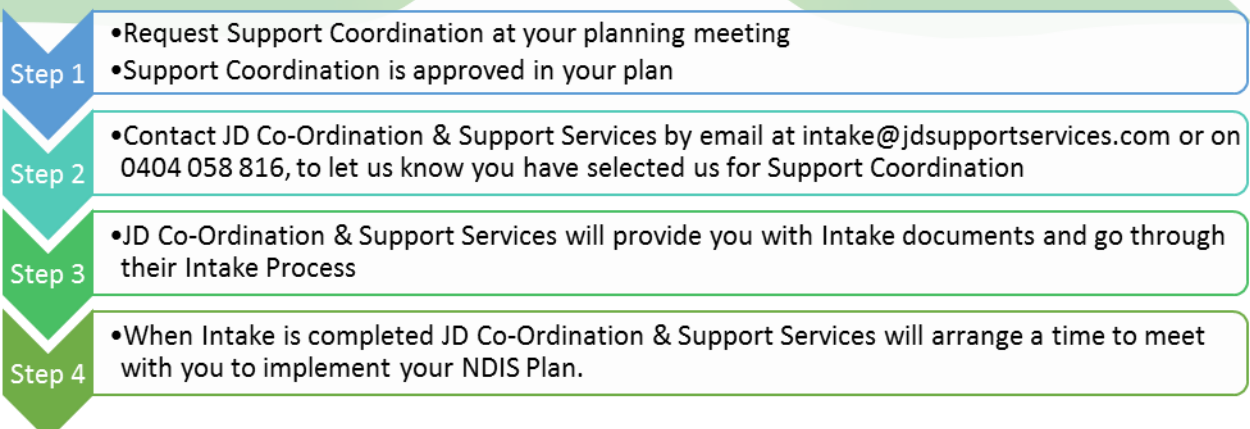 Step 1
•Request Support Coordination at your planning meeting
•Support Coordination is approved in your plan
Step 2
•Contact JD Co-Ordination & Support Services by email at intake@jdsupportservices.com or on
0404 058 816, to let us know you have selected us for Support Coordination
Step 3
•JD Co-Ordination & Support Services will provide you with Intake documents and go through
their Intake Process
Step 4
•When Intake is completed JD Co-Ordination & Support Services will arrange a time to meet
with you to implement your NDIS Plan.